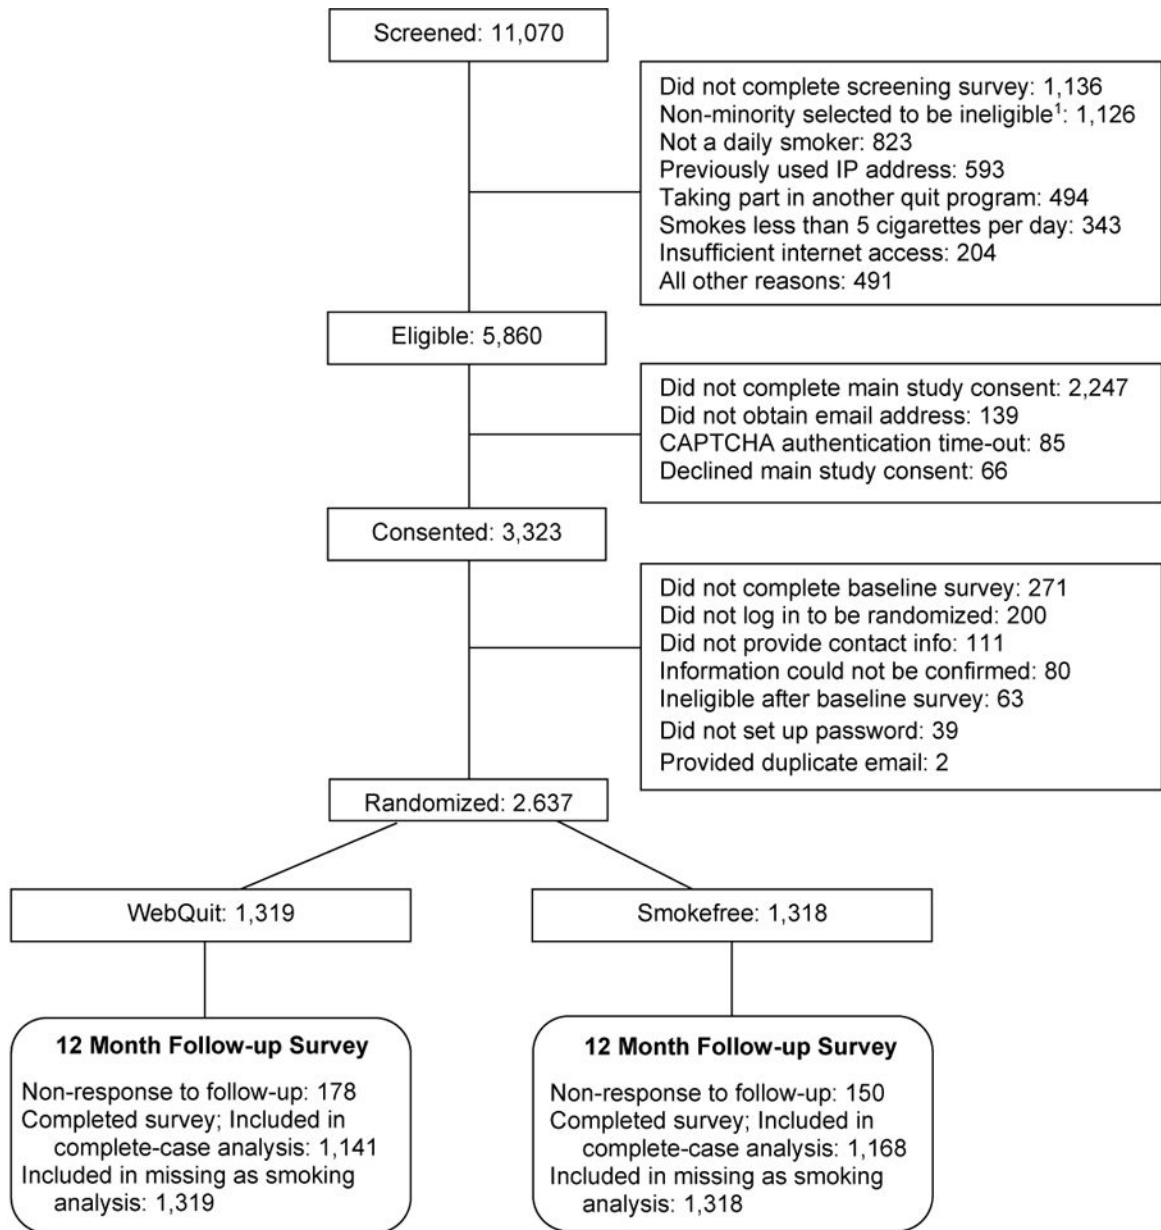 Screened: 11,070
Did not complete screening survey: 1,136
Non-minority selected to be ineligible¹: 1,126
Not a daily smoker: 823
Previously used IP address: 593
Taking part in another quit program: 494
Smokes less than 5 cigarettes per day: 343
Insufficient internet access: 204
All other reasons: 491
Eligible: 5,860
Did not complete main study consent: 2,247
Did not obtain email address: 139
CAPTCHA authentication time-out: 85
Declined main study consent: 66
Consented: 3,323
Did not complete baseline survey: 271
Did not log in to be randomized: 200
Did not provide contact info: 111
Information could not be confirmed: 80
Ineligible after baseline survey: 63
Did not set up password: 39
Provided duplicate email: 2
Randomized: 2.637
WebQuit: 1,319
Smokefree: 1,318
12 Month Follow-up Survey
Non-response to follow-up: 178
Completed survey; Included in
complete-case analysis: 1,141
Included in missing as smoking
analysis: 1,319
12 Month Follow-up Survey
Non-response to follow-up: 150
Completed survey; Included in
complete-case analysis: 1,168
Included in missing as smoking
analysis: 1,318